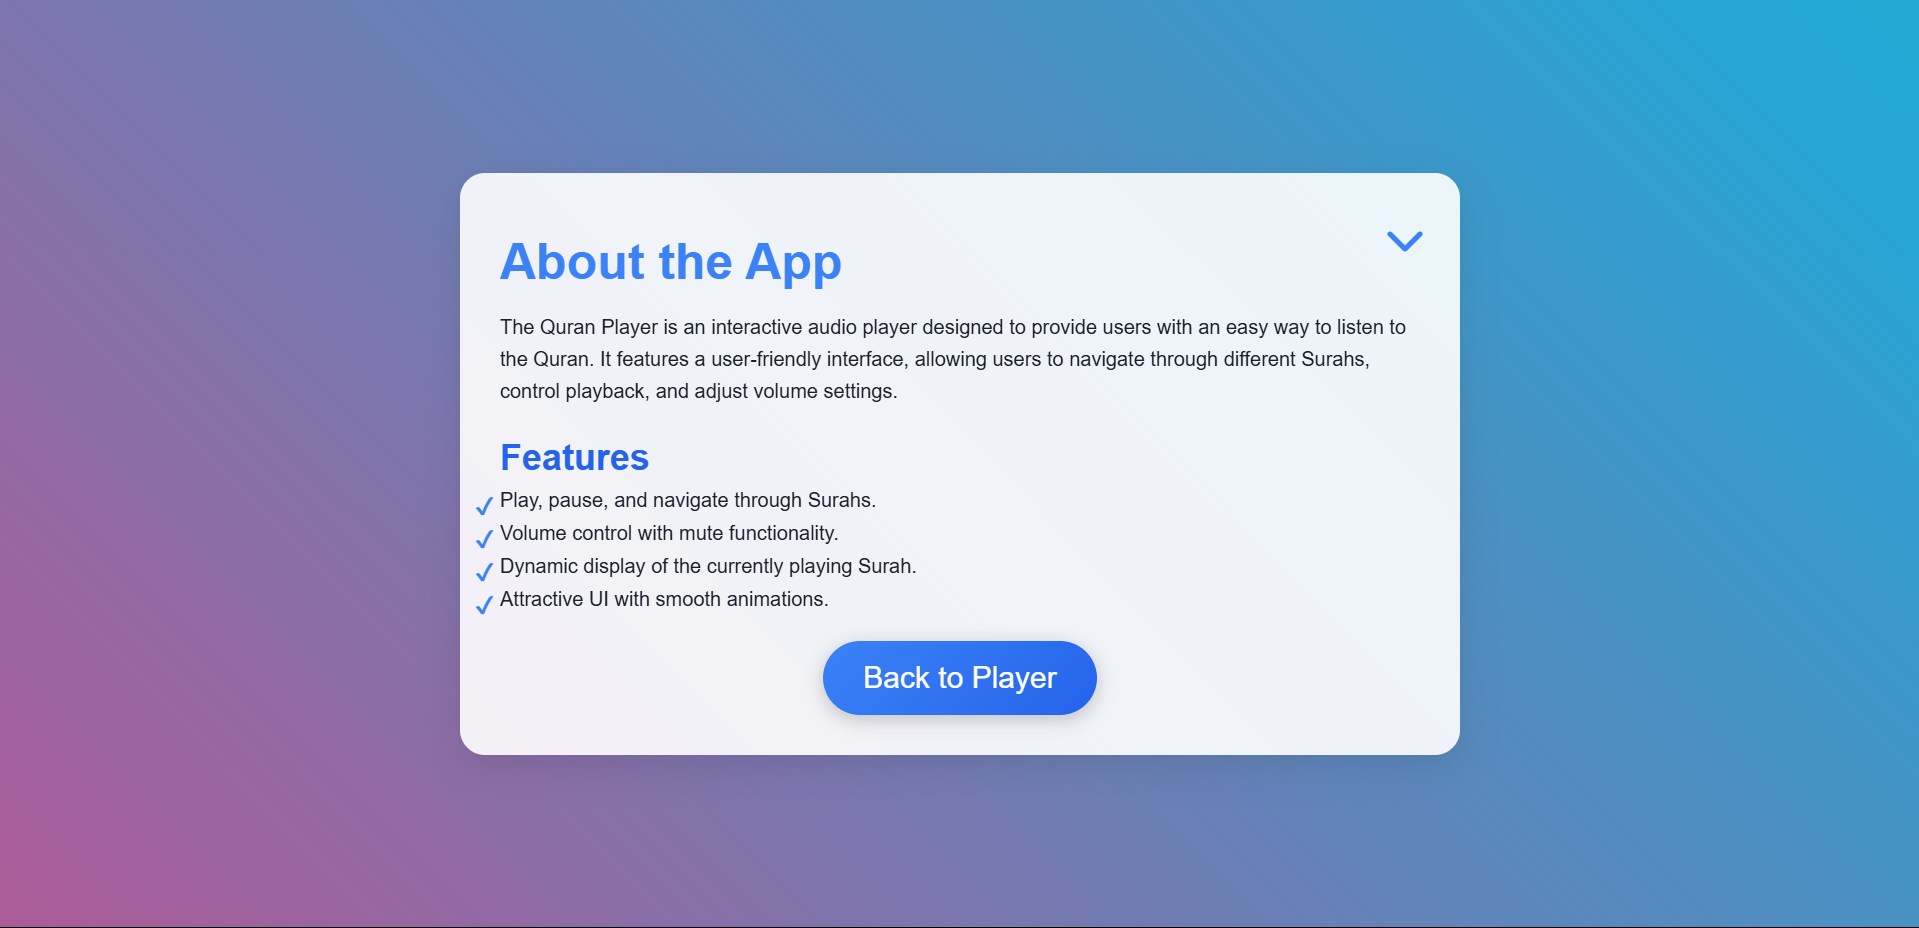 About the App
The Quran Player is an interactive audio player designed to provide users with an easy way to listen to
the Quran. It features a user-friendly interface, allowing users to navigate through different Surahs,
control playback, and adjust volume settings.
Features
✓ Play, pause, and navigate through Surahs.
✓ Volume control with mute functionality.
✓ Dynamic display of the currently playing Surah.
✓ Attractive UI with smooth animations.
Back to Player